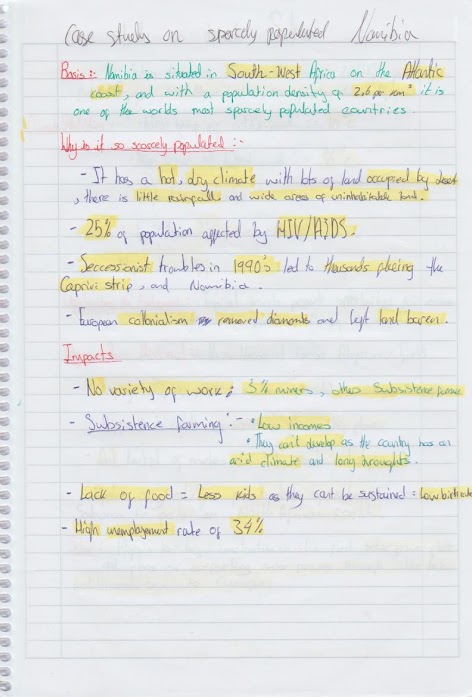 Case study on sparcely populated Namibia
Basis:- Namibia is situated in South-West Africa on the Atlantic
coast, and with a population density of 2.6 per km² it is
one of the worlds most sparcely populated countries.
Why is it so scarcely populated:-
- It has a hot, dry climate with lots of land occupied by desert
, there is little rainfall and wide areas of uninhabitable land.
- 25% of population affected by HIV/AIDS.
- Seccessionist troubles in 1990's led to thousands fleeing the
Caprivi strip, and Namibia.
- European collonialism removed diamonds and left land barren.
Impacts
- No variety of work; 3% miners, others subsistence
- Subsistence farming:- • Low incomes
• They can't develop as the country has an
arid climate and long droughts.
- Lack of food = Less kids as they cant be sustained = Low birth rate
- High unemployment rate of 34%